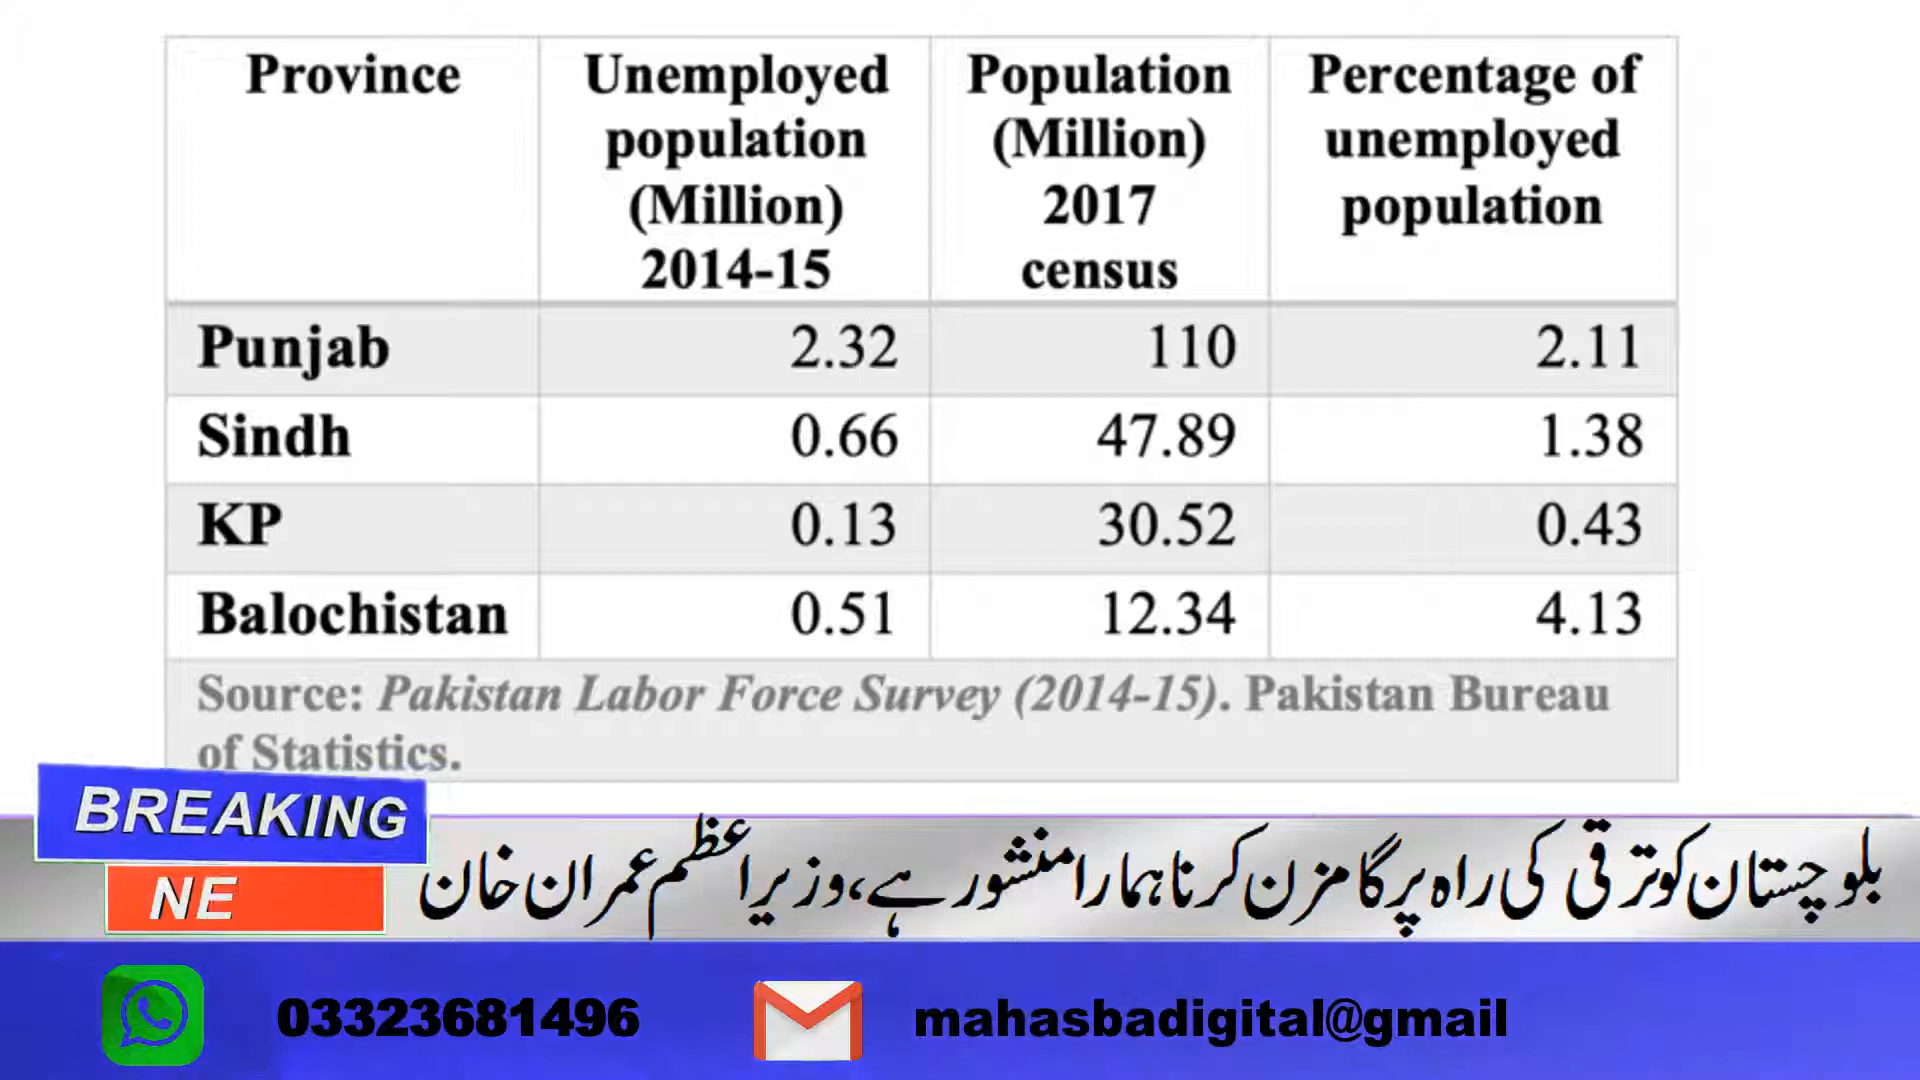 Province Unemployed population (Million) 2014-15 Population (Million) 2017 census Percentage of unemployed population
Punjab 2.32 110 2.11
Sindh 0.66 47.89 1.38
KP 0.13 30.52 0.43
Balochistan 0.51 12.34 4.13
Source: Pakistan Labor Force Survey (2014-15). Pakistan Bureau
of Statistics.
BREAKING
NE
بلوچستان کو ترقی کی راہ پر گامزن کرنا ہمارا منشور ہے، وزیراعظم عمران خان
03323681496 mahasbadigital@gmail